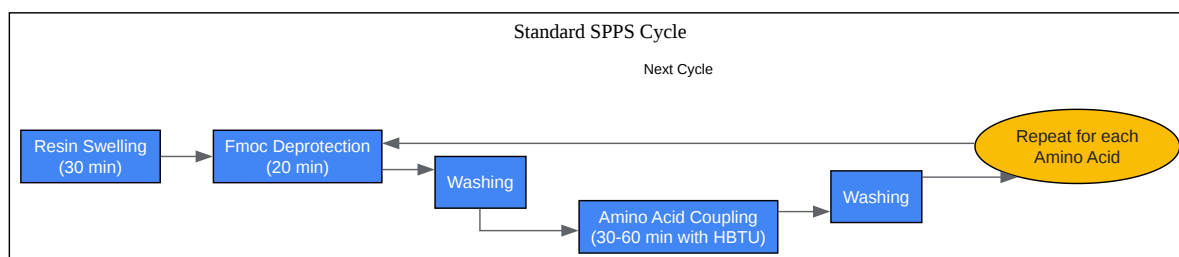 Standard SPPS Cycle
Next Cycle
Resin Swelling
(30 min)
Fmoc Deprotection
(20 min)
Washing
Amino Acid Coupling
(30-60 min with HBTU)
Washing
Repeat for each
Amino Acid